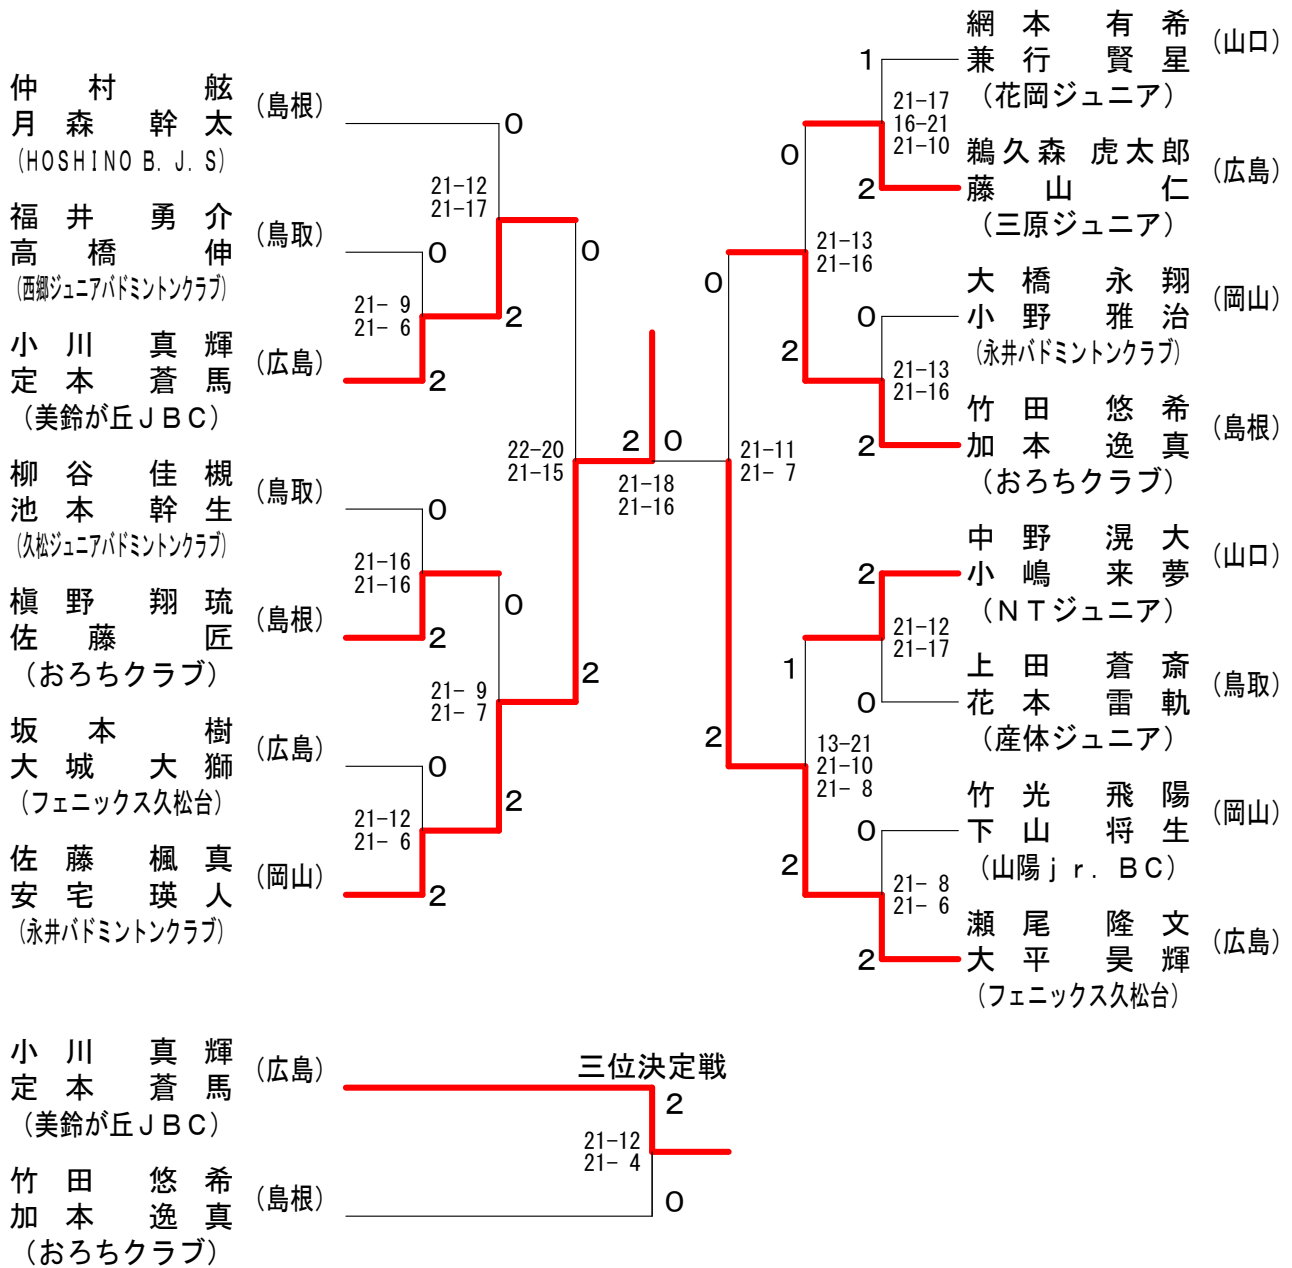 仲村 舷
月森 幹太
(島根)
(HOSHINO B. J. S)
福井 勇介
高橋 伸
(鳥取)
(西郷ジュニアバドミントンクラブ)
小川 真輝
定本 蒼馬
(広島)
(美鈴が丘JBC)
柳谷 佳槻
池本 幹生
(鳥取)
(久松ジュニアバドミントンクラブ)
槇野 翔琉
佐藤 匠
(島根)
(おろちクラブ)
坂本 樹
大城 大獅
(広島)
(フェニックス久松台)
佐藤 楓真
安宅 瑛人
(岡山)
(永井バドミントンクラブ)
0
21-12
21-17
0
21- 9
21- 6
2
2
0
0
21-16
21-16
2
0
22-20
21-15
2
21- 9
21- 7
0
21-12
21- 6
2
2
2
0
21-18
21-16
網本 有希
兼行 賢星
(山口)
(花岡ジュニア)
鵜久森 虎太郎
藤山 仁
(広島)
(三原ジュニア)
大橋 永翔
小野 雅治
(岡山)
(永井バドミントンクラブ)
竹田 悠希
加本 逸真
(島根)
(おろちクラブ)
中野 滉大
小嶋 来夢
(山口)
(NTジュニア)
上田 蒼斎
花本 雷軌
(鳥取)
(産体ジュニア)
竹光 飛陽
下山 将生
(岡山)
(山陽jr. BC)
瀬尾 隆文
大平 昊輝
(広島)
(フェニックス久松台)
1
21-17
16-21
21-10
0
2
21-13
21-16
0
0
2
21-13
21-16
2
21-11
21- 7
2
21-12
21-17
1
0
2
13-21
21-10
21- 8
0
2
21- 8
21- 6
2
小川 真輝
定本 蒼馬
(広島)
(美鈴が丘JBC)
三位決定戦
2
21-12
21- 4
0
竹田 悠希
加本 逸真
(島根)
(おろちクラブ)